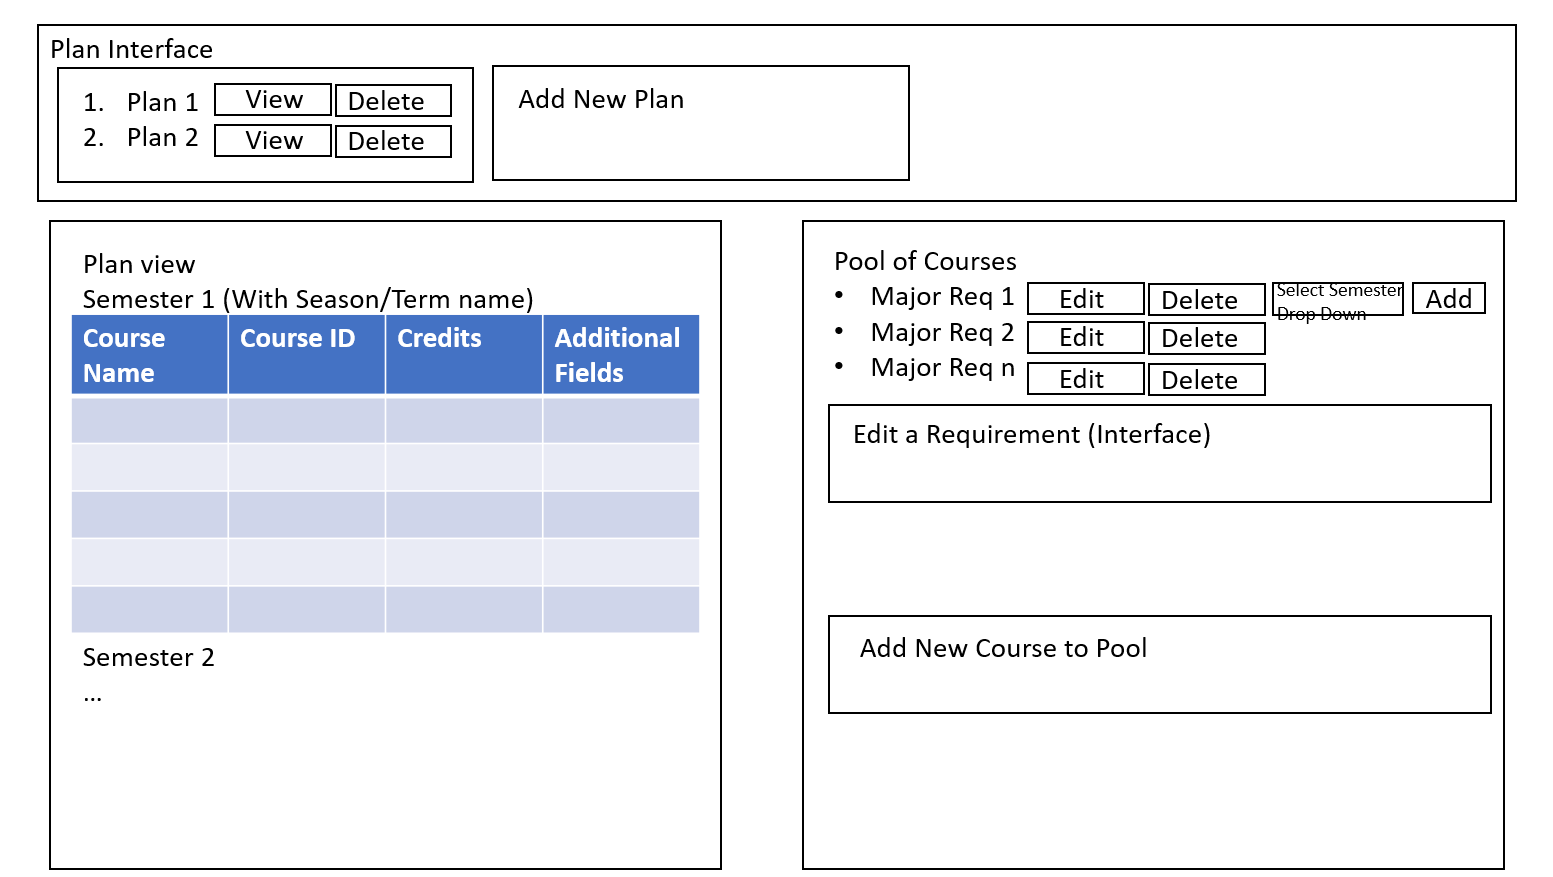 Plan Interface
1. Plan 1 View Delete
2. Plan 2 View Delete
Add New Plan
Plan view
Semester 1 (With Season/Term name)
Course Name Course ID Credits Additional Fields
Semester 2
...
Pool of Courses
• Major Req 1 Edit Delete Select Semester Drop Down Add
• Major Req 2 Edit Delete
• Major Req n Edit Delete
Edit a Requirement (Interface)
Add New Course to Pool